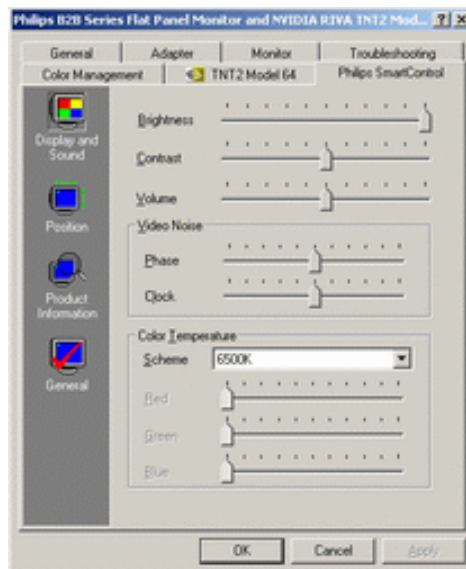 Philips B2B Series Flat Panel Monitor and NVIDIA RIVA TNT2 Mod...
General Adapter Monitor Troubleshooting
Color Management TNT2 Model 64 Philips SmartControl
Display and
Sound
Position
Product
Information
General
Brightness
Contrast
Volume
Video Noise
Phase
Clock
Color Temperature
Scheme 6500K
Red
Green
Blue
OK Cancel Apply